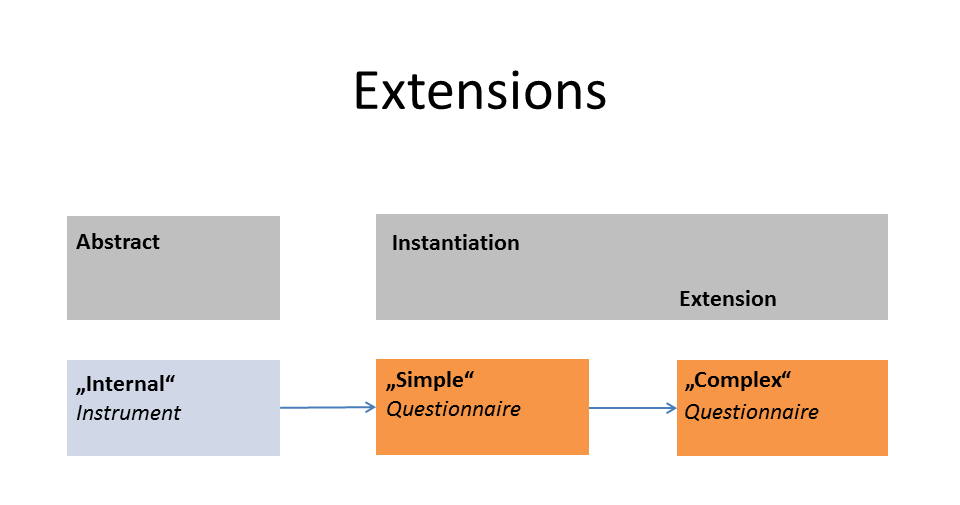 Extensions
Abstract
Instantiation
Extension
„Internal“
Instrument
„Simple“
Questionnaire
„Complex“
Questionnaire